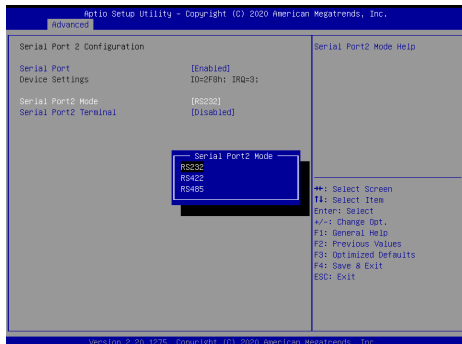 Aptio Setup Utility - Copyright (C) 2020 American Megatrends, Inc.
Advanced
Serial Port 2 Configuration
Serial Port2 Mode Help
Serial Port [Enabled]
Device Settings IO=2F8h; IRQ=3;
Serial Port2 Mode [RS232]
Serial Port2 Terminal [Disabled]
Serial Port2 Mode
RS232
RS422
RS485
→←: Select Screen
↑↓: Select Item
Enter: Select
+/-: Change Opt.
F1: General Help
F2: Previous Values
F3: Optimized Defaults
F4: Save & Exit
ESC: Exit
Version 2.20.1275. Copyright (C) 2020 American Megatrends, Inc.